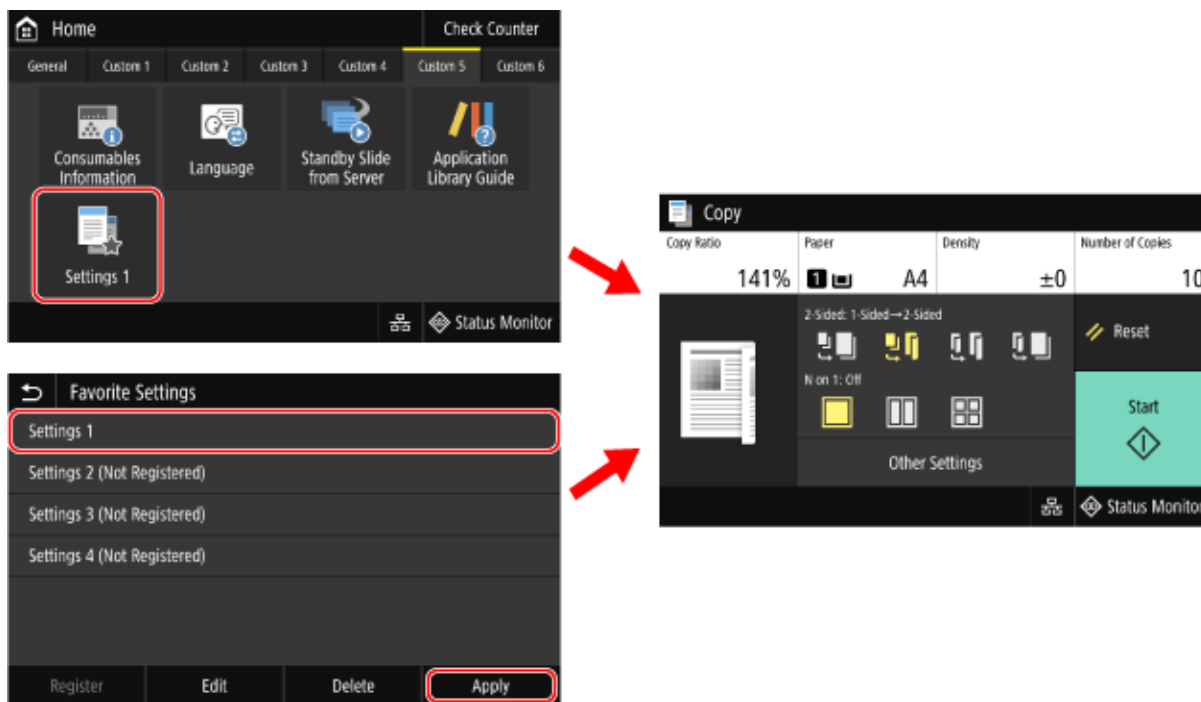 Home
Check Counter
General Custom 1 Custom 2 Custom 3 Custom 4 Custom 5 Custom 6
Consumables
Information
Language
Standby Slide
from Server
Application
Library Guide
Settings 1
Status Monitor
Favorite Settings
Settings 1
Settings 2 (Not Registered)
Settings 3 (Not Registered)
Settings 4 (Not Registered)
Register Edit Delete Apply
Copy
Copy Ratio Paper Density Number of Copies
141% 1 A4 ±0 10
2-Sided: 1-Sided→2-Sided
Reset
N on 1: Off
Start
Other Settings
Status Monitor